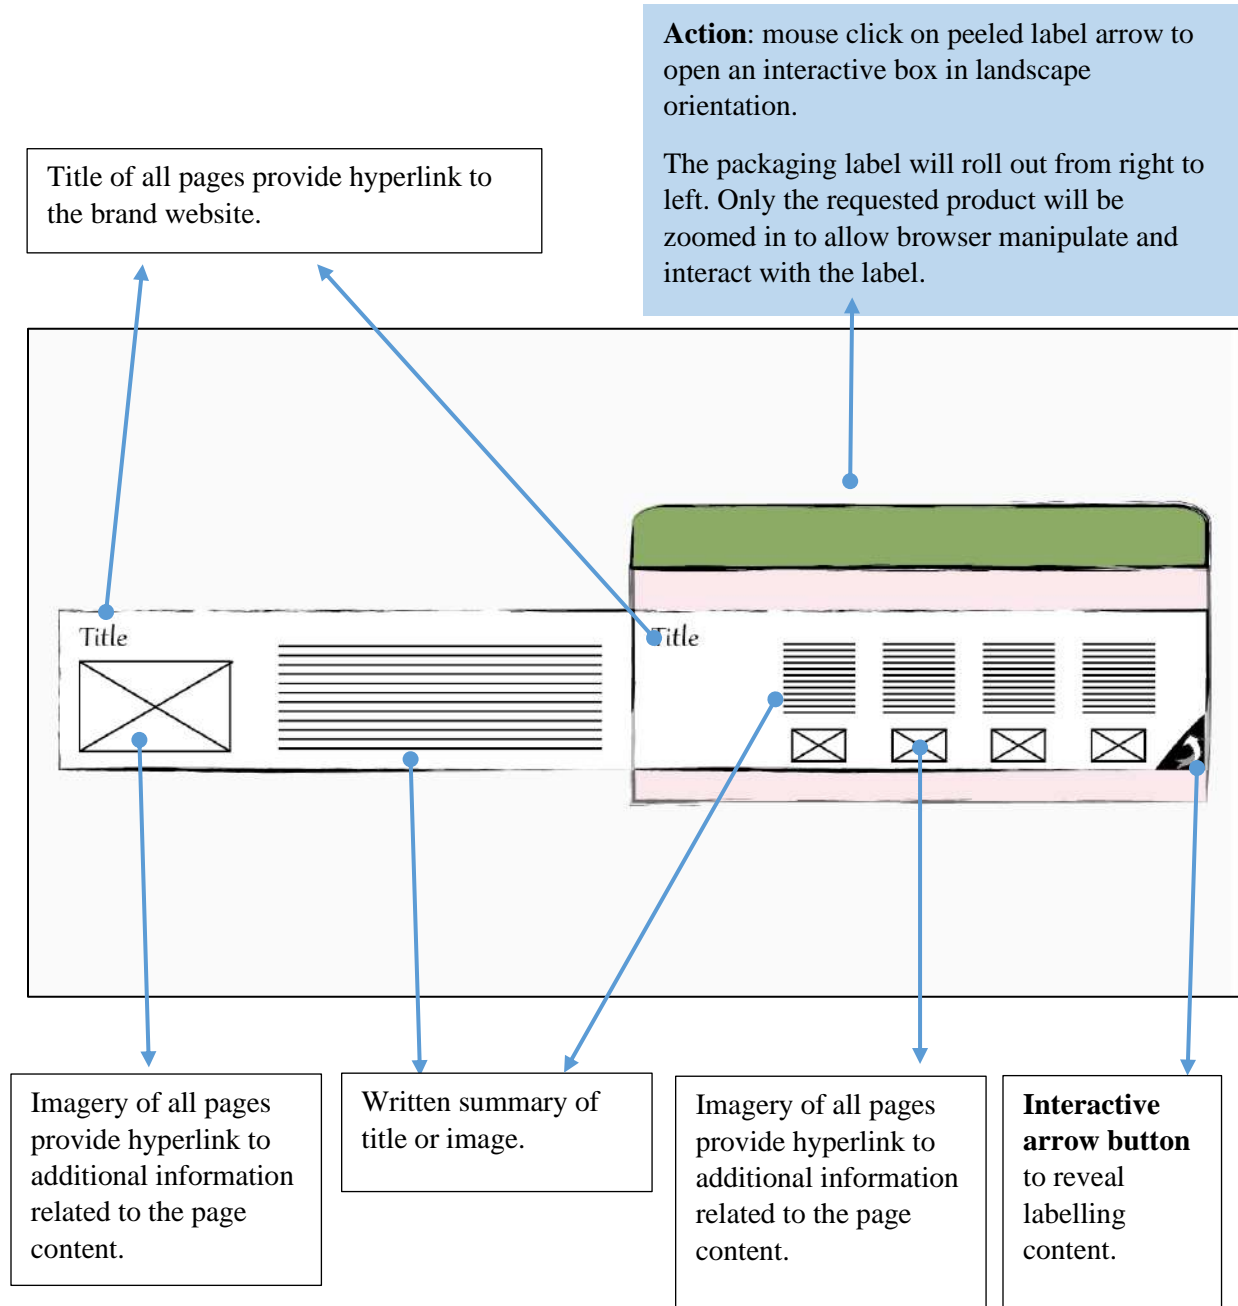 Action: mouse click on peeled label arrow to
open an interactive box in landscape
orientation.
The packaging label will roll out from right to
left. Only the requested product will be
zoomed in to allow browser manipulate and
interact with the label.
Title of all pages provide hyperlink to
the brand website.
Title
Title
Imagery of all pages
provide hyperlink to
additional information
related to the page
content.
Written summary of
title or image.
Imagery of all pages
provide hyperlink to
additional information
related to the page
content.
Interactive
arrow button
to reveal
labelling
content.